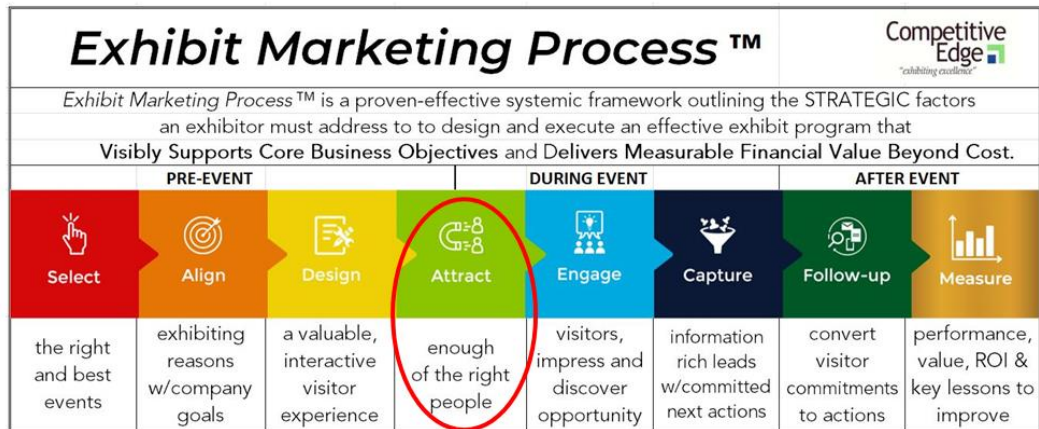 Exhibit Marketing Process™
Competitive
Edge
"exhibiting excellence"
Exhibit Marketing Process™ is a proven-effective systemic framework outlining the STRATEGIC factors
an exhibitor must address to to design and execute an effective exhibit program that
Visibly Supports Core Business Objectives and Delivers Measurable Financial Value Beyond Cost.
PRE-EVENT
DURING EVENT
AFTER EVENT
Select
Align
Design
Attract
Engage
Capture
Follow-up
Measure
the right
and best
events
exhibiting
reasons
w/company
goals
a valuable,
interactive
visitor
experience
enough
of the right
people
visitors,
impress and
discover
opportunity
information
rich leads
w/committed
next actions
convert
visitor
commitments
to actions
performance,
value, ROI &
key lessons to
improve